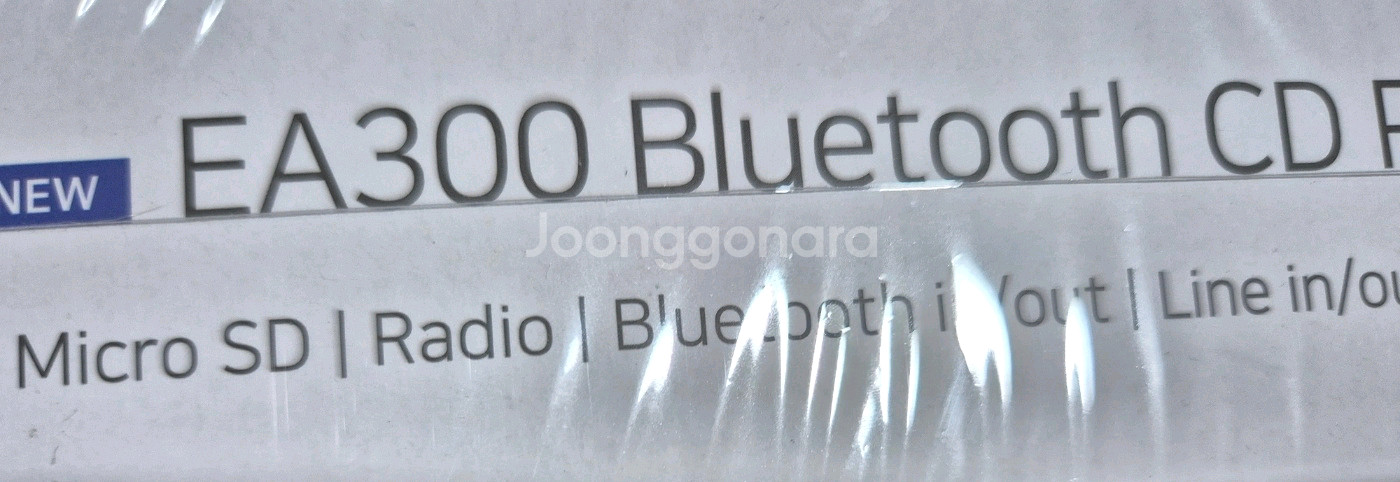 NEW EA300 Bluetooth CD
Joonggonara
Micro SD | Radio | Bluetooth in/out | Line in/ou